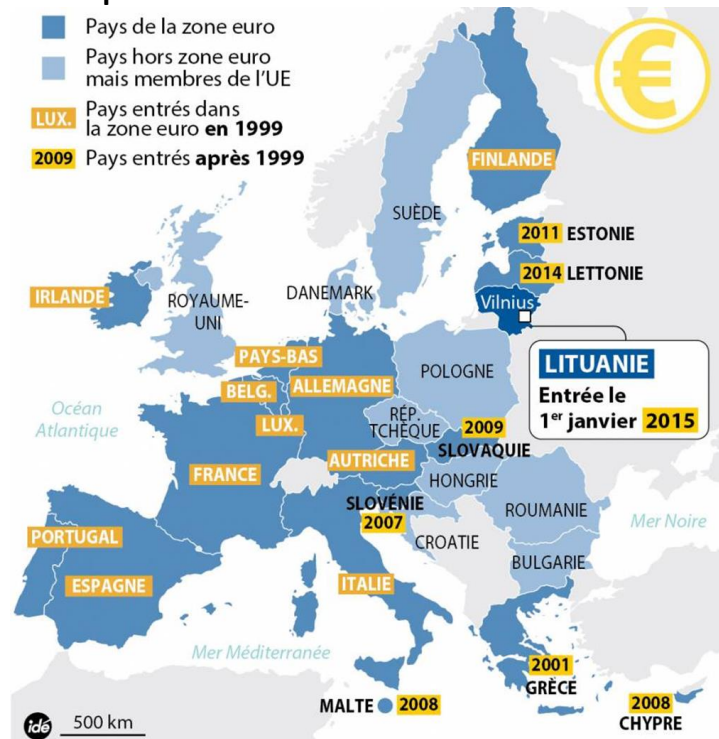 Pays de la zone euro
Pays hors zone euro
mais membres de l'UE
LUX.
Pays entrés dans
la zone euro en 1999
2009
Pays entrés après 1999
€
FINLANDE
SUÈDE
2011 ESTONIE
2014 LETTONIE
Vilnius
IRLANDE
ROYAUME-
UNI
DANEMARK
LITUANIE
Entrée le
1er janvier 2015
PAYS-BAS
POLOGNE
BELG.
ALLEMAGNE
Océan
Atlantique
LUX.
RÉP.
TCHÈQUE
2009
SLOVAQUIE
AUTRICHE
FRANCE
HONGRIE
SLOVÉNIE
2007
ROUMANIE
Mer Noire
CROATIE
PORTUGAL
BULGARIE
ESPAGNE
ITALIE
Mer Méditerranée
2001
GRÈCE
MALTE 2008
2008
CHYPRE
idé
500 km